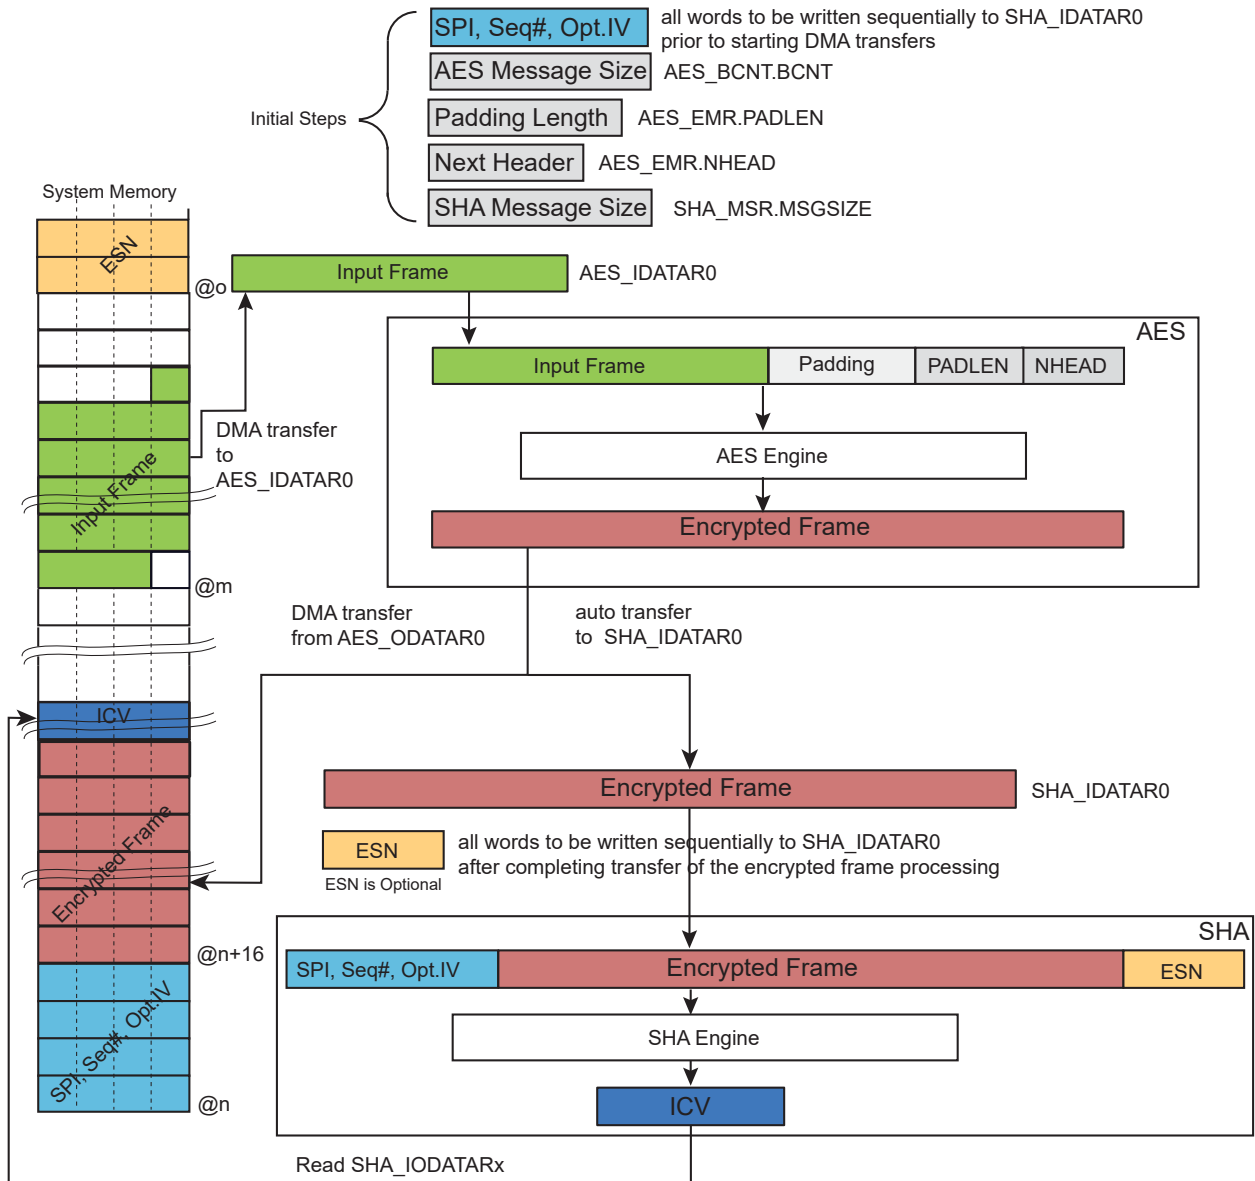 SPI, Seq#, Opt.IV
all words to be written sequentially to SHA_IDATAR0
prior to starting DMA transfers
AES Message Size
AES_BCNT.BCNT
Initial Steps
Padding Length
AES_EMR.PADLEN
Next Header
AES_EMR.NHEAD
SHA Message Size
SHA_MSR.MSGSIZE
System Memory
ESN
@o
Input Frame
AES_IDATAR0
AES
Input Frame
Padding
PADLEN
NHEAD
DMA transfer
to
AES_IDATAR0
AES Engine
Input Frame
Encrypted Frame
@m
DMA transfer
from AES_ODATAR0
auto transfer
to SHA_IDATAR0
ICV
Encrypted Frame
SHA_IDATAR0
ESN
all words to be written sequentially to SHA_IDATAR0
after completing transfer of the encrypted frame processing
ESN is Optional
Encrypted Frame
@n+16
SHA
SPI, Seq#, Opt.IV
Encrypted Frame
ESN
SPI, Seq#, Opt.IV
SHA Engine
@n
ICV
Read SHA_IODATARx